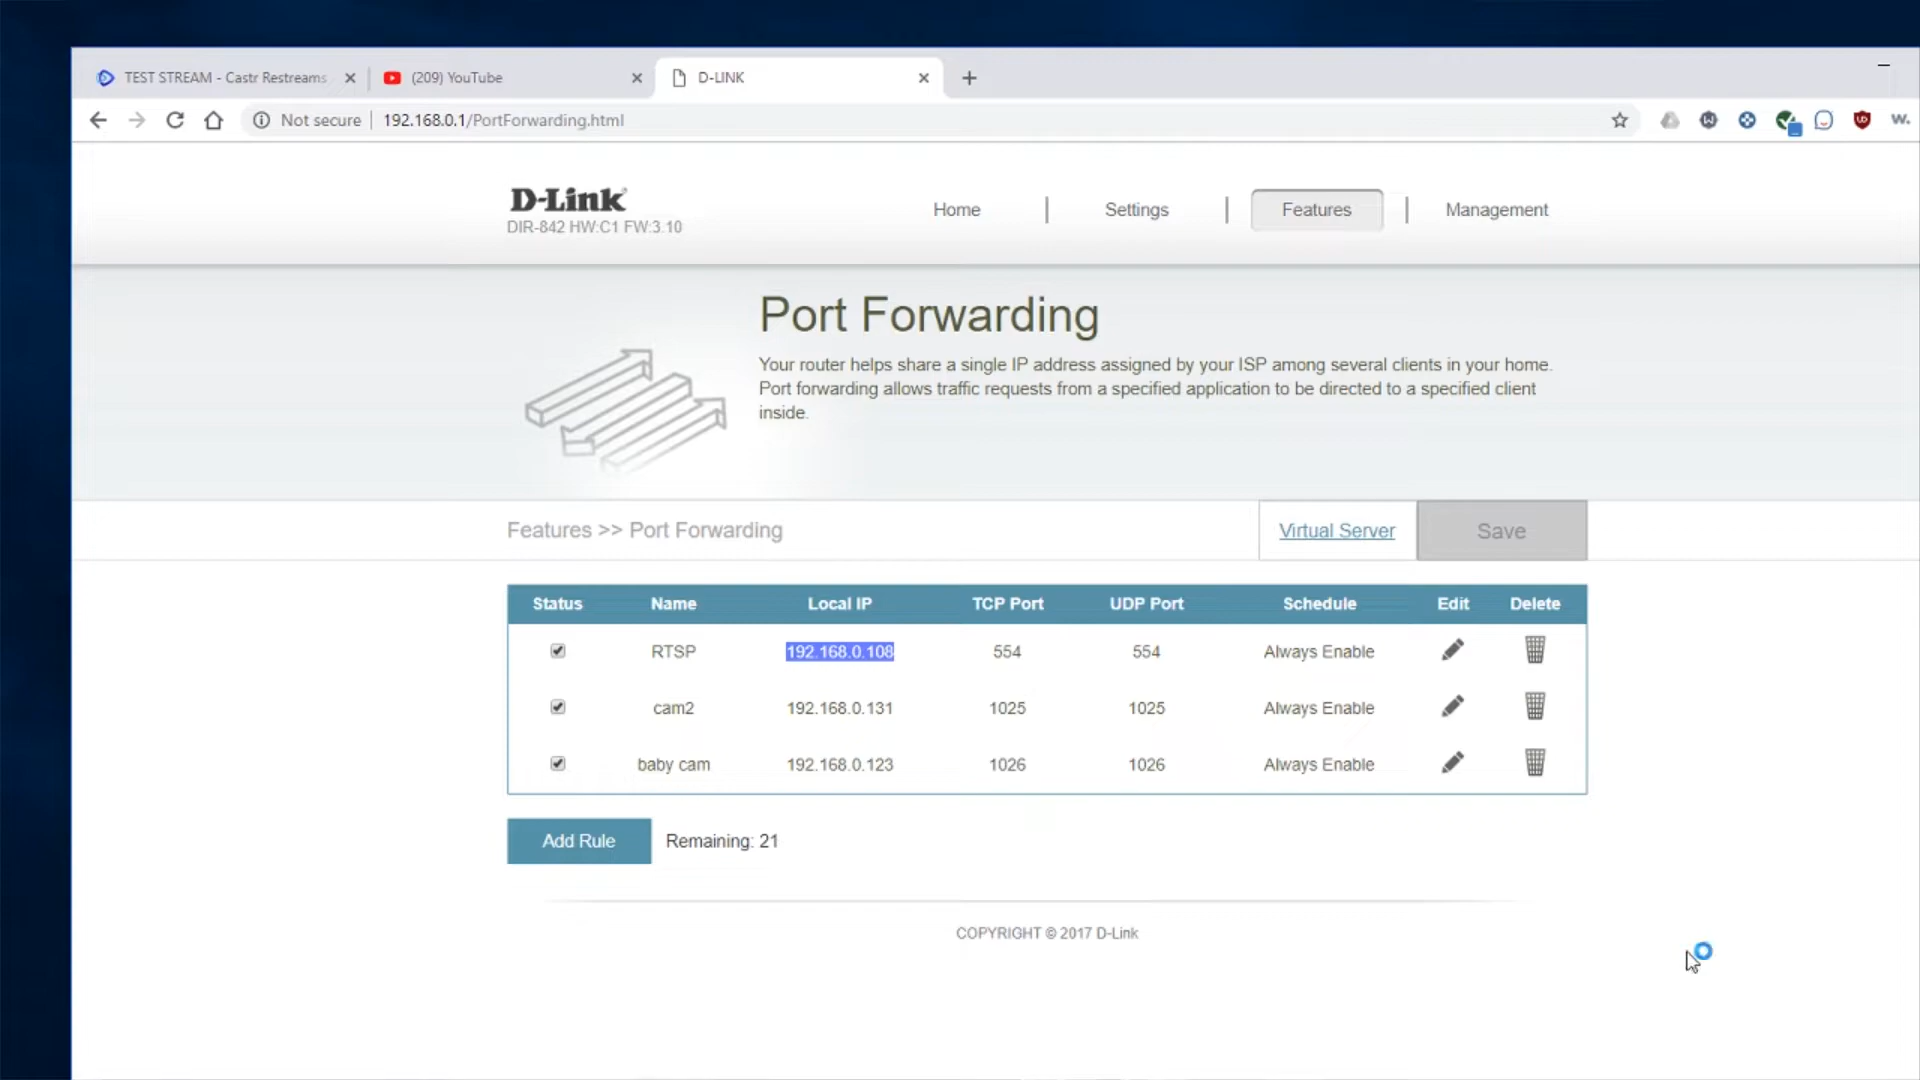 TEST STREAM - Castr Restreams
(209) YouTube
D-LINK
Not secure
192.168.0.1/PortForwarding.html
w.
D-Link
DIR-842 HW:C1 FW:3.10
Home
Settings
Features
Management
Port Forwarding
Your router helps share a single IP address assigned by your ISP among several clients in your home.
Port forwarding allows traffic requests from a specified application to be directed to a specified client
inside.
Features >> Port Forwarding
Virtual Server
Save
Status Name Local IP TCP Port UDP Port Schedule Edit Delete
RTSP 192.168.0.108 554 554 Always Enable
cam2 192.168.0.131 1025 1025 Always Enable
baby cam 192.168.0.123 1026 1026 Always Enable
Add Rule
Remaining: 21
COPYRIGHT © 2017 D-Link